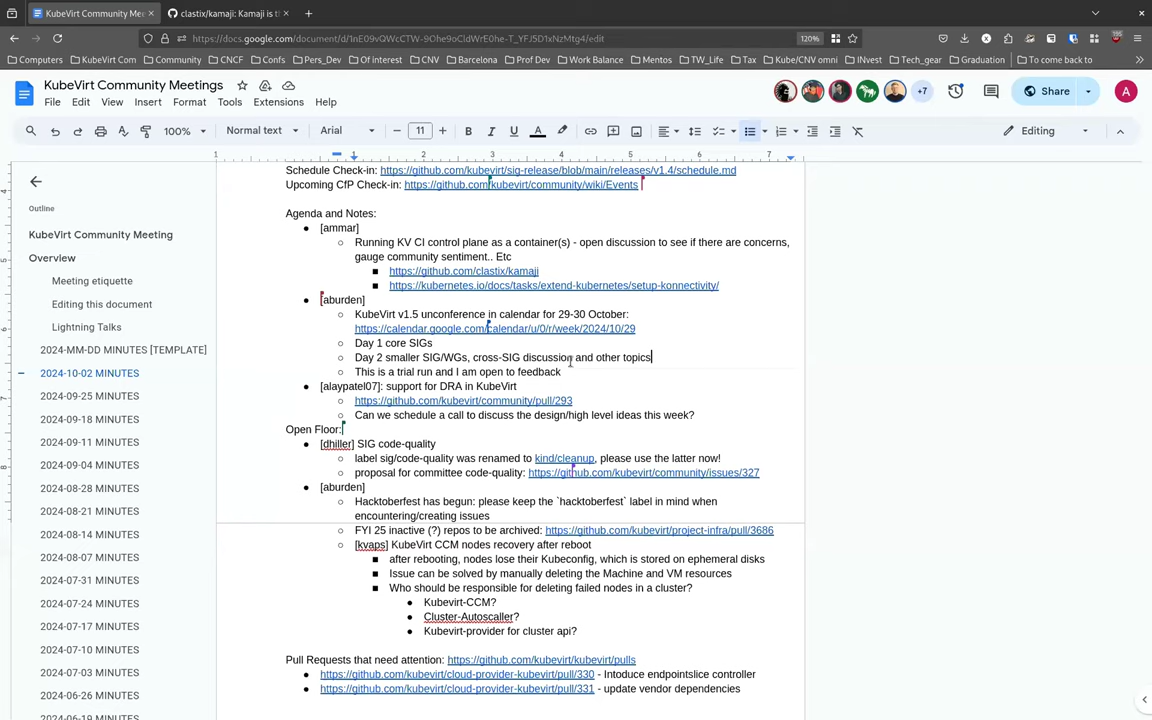 KubeVirt Community Mee
clastix/kamaji: Kamaji is t
https://docs.google.com/document/d/1nE09vQWcCTW-9Ohe9oCldWrE0he-T_YFJ5D1xNzMtg4/edit
120%
Computers KubeVirt Com Community CNCF Confs Pers_Dev Of interest CNV Barcelona Prof Dev Work Balance Mentos TW_Life Tax Kube/CNV omni INvest Tech_gear Graduation To come back to
KubeVirt Community Meetings
File Edit View Insert Format Tools Extensions Help
+7
Share
A
100% Normal text Arial 11 Editing
1 1 2 3 4 5 6 7
Outline
KubeVirt Community Meeting
Overview
Meeting etiquette
Editing this document
Lightning Talks
2024-MM-DD MINUTES [TEMPLATE]
2024-10-02 MINUTES
2024-09-25 MINUTES
2024-09-18 MINUTES
2024-09-11 MINUTES
2024-09-04 MINUTES
2024-08-28 MINUTES
2024-08-21 MINUTES
2024-08-14 MINUTES
2024-08-07 MINUTES
2024-07-31 MINUTES
2024-07-24 MINUTES
2024-07-17 MINUTES
2024-07-10 MINUTES
2024-07-03 MINUTES
2024-06-26 MINUTES
2024-06-19 MINUTES
Schedule Check-in: https://github.com/kubevirt/sig-release/blob/main/releases/v1.4/schedule.md
Upcoming CfP Check-in: https://github.com/kubevirt/community/wiki/Events
Agenda and Notes:
[ammar]
Running KV CI control plane as a container(s) - open discussion to see if there are concerns,
gauge community sentiment.. Etc
https://github.com/clastix/kamaji
https://kubernetes.io/docs/tasks/extend-kubernetes/setup-konnectivity/
[aburden]
KubeVirt v1.5 unconference in calendar for 29-30 October:
https://calendar.google.com/calendar/u/0/r/week/2024/10/29
Day 1 core SIGs
Day 2 smaller SIG/WGs, cross-SIG discussion and other topics
This is a trial run and I am open to feedback
[alaypatel07]: support for DRA in KubeVirt
https://github.com/kubevirt/community/pull/293
Can we schedule a call to discuss the design/high level ideas this week?
Open Floor:
[dhiller] SIG code-quality
label sig/code-quality was renamed to kind/cleanup, please use the latter now!
proposal for committee code-quality: https://github.com/kubevirt/community/issues/327
[aburden]
Hacktoberfest has begun: please keep the `hacktoberfest` label in mind when
encountering/creating issues
FYI 25 inactive (?) repos to be archived: https://github.com/kubevirt/project-infra/pull/3686
[kvaps] KubeVirt CCM nodes recovery after reboot
after rebooting, nodes lose their Kubeconfig, which is stored on ephemeral disks
Issue can be solved by manually deleting the Machine and VM resources
Who should be responsible for deleting failed nodes in a cluster?
Kubevirt-CCM?
Cluster-Autoscaller?
Kubevirt-provider for cluster api?
Pull Requests that need attention: https://github.com/kubevirt/kubevirt/pulls
https://github.com/kubevirt/cloud-provider-kubevirt/pull/330 - Intoduce endpointslice controller
https://github.com/kubevirt/cloud-provider-kubevirt/pull/331 - update vendor dependencies